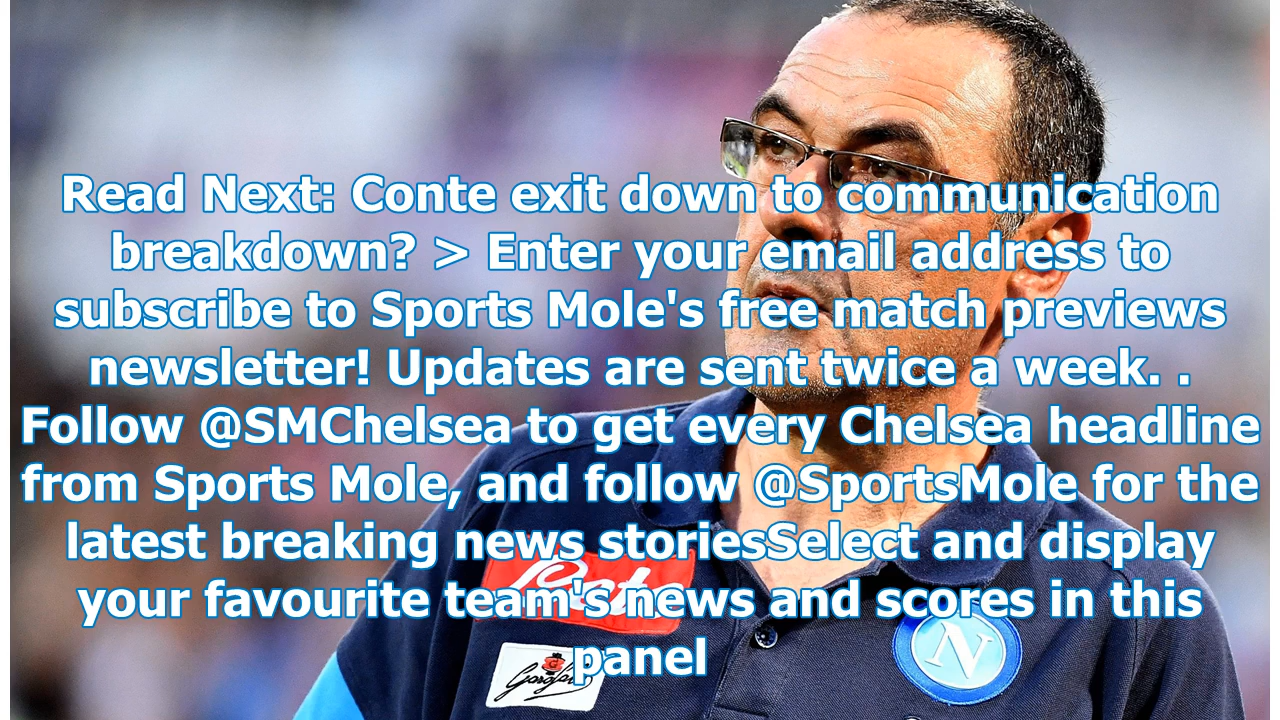 Read Next: Conte exit down to communication
breakdown? > Enter your email address to
subscribe to Sports Mole's free match previews
newsletter! Updates are sent twice a week. .
Follow @SMChelsea to get every Chelsea headline
from Sports Mole, and follow @SportsMole for the
latest breaking news storiesSelect and display
your favourite team's news and scores in this
panel
Lete
N
Garofalo